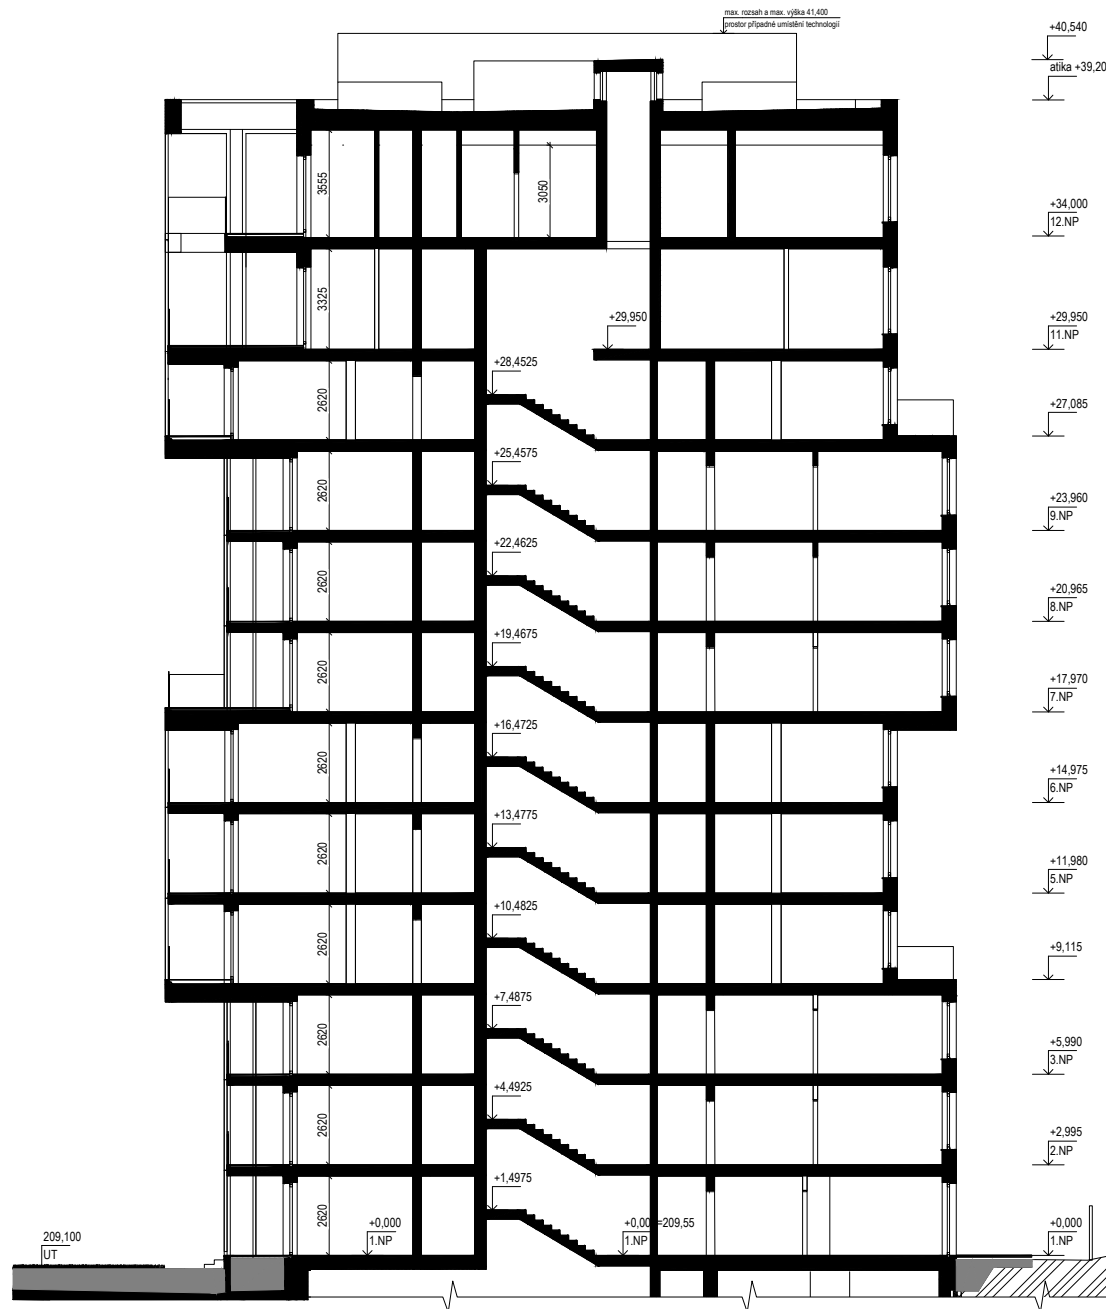 max. rozsah a max. výška 41,400
prostor případné umístění technologií
+40,540
atika +39,20
3555
3050
+34,000
12.NP
3325
+29,950
+29,950
11.NP
+28,4525
2620
+27,085
+25,4575
2620
+23,960
9.NP
+22,4625
2620
+20,965
8.NP
+19,4675
2620
+17,970
7.NP
+16,4725
2620
+14,975
6.NP
+13,4775
2620
+11,980
5.NP
+10,4825
2620
+9,115
+7,4875
2620
+5,990
3.NP
+4,4925
2620
+2,995
2.NP
+1,4975
2620
+0,000
1.NP
+0,00 =209,55
1.NP
+0,000
1.NP
209,100
UT